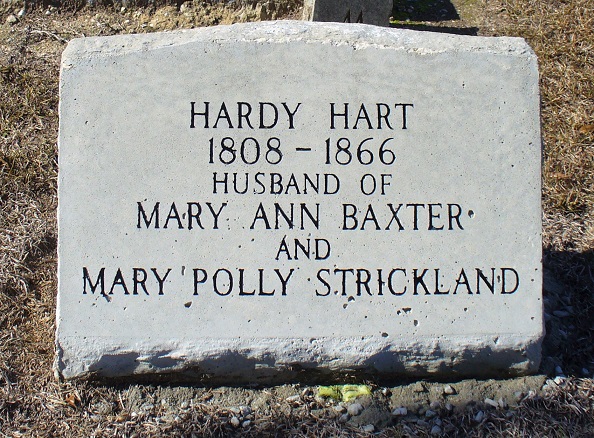 HARDY HART
1808 - 1866
HUSBAND OF
MARY ANN BAXTER
AND
MARY POLLY STRICKLAND